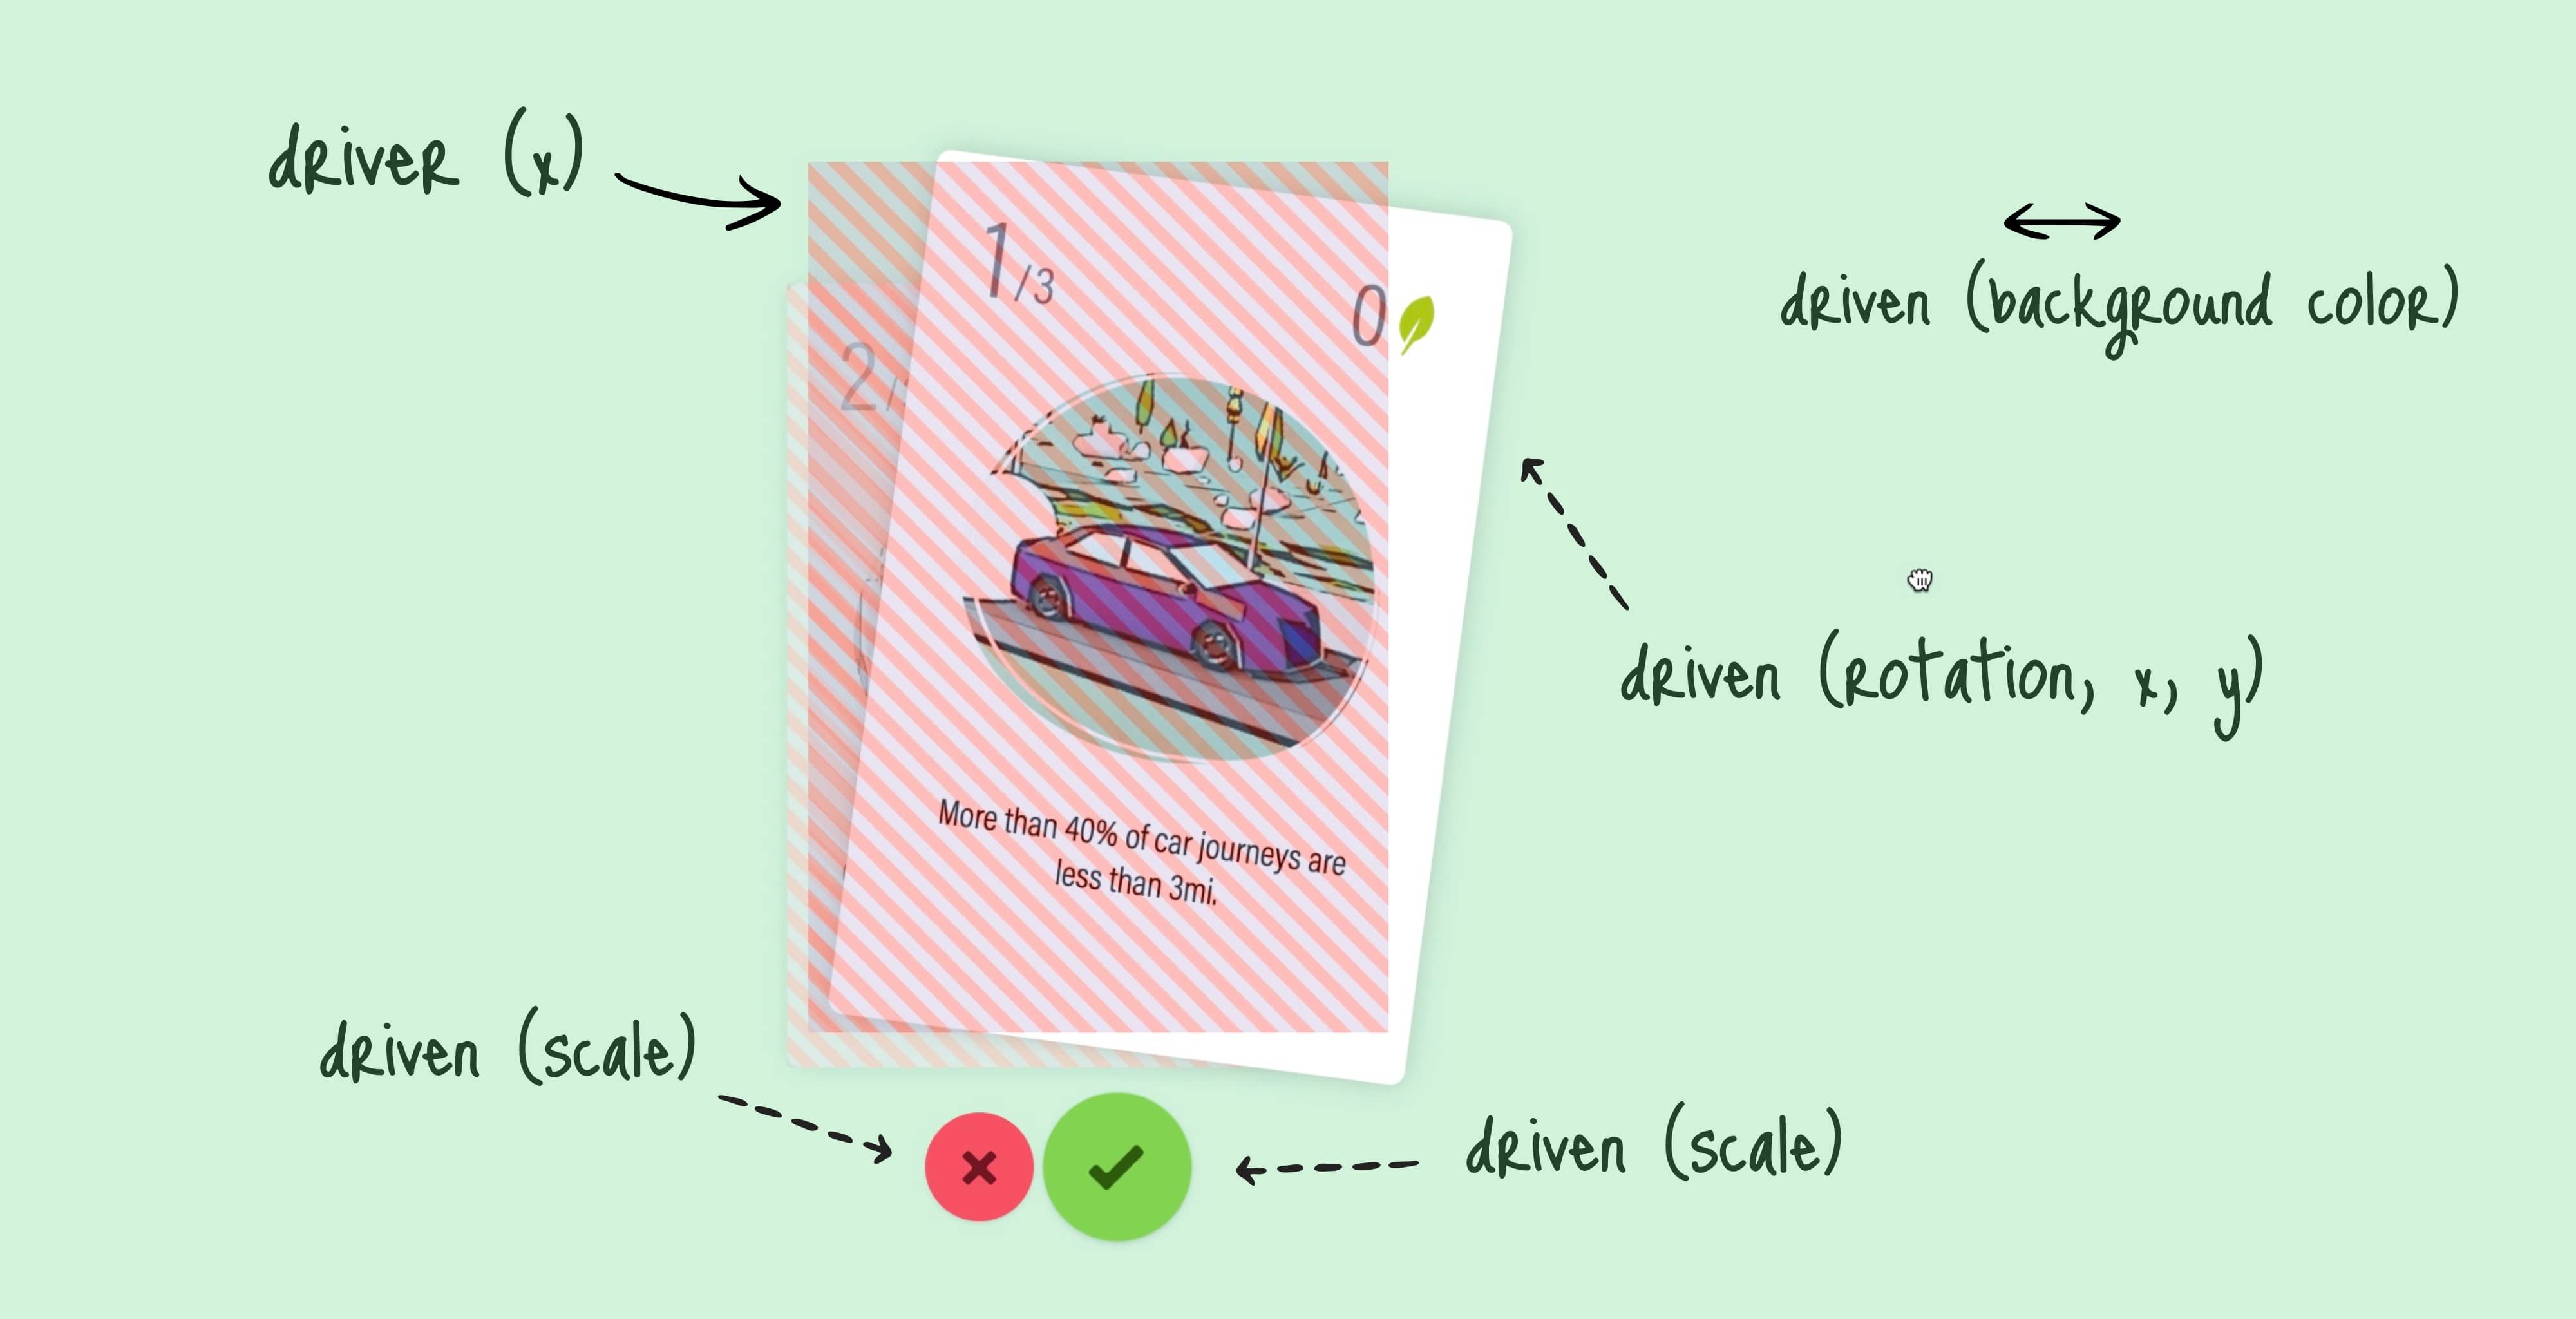 driver (x)
driven (background color)
1/3
0
2/
driven (rotation, x, y)
More than 40% of car journeys are
less than 3mi.
driven (scale)
driven (scale)